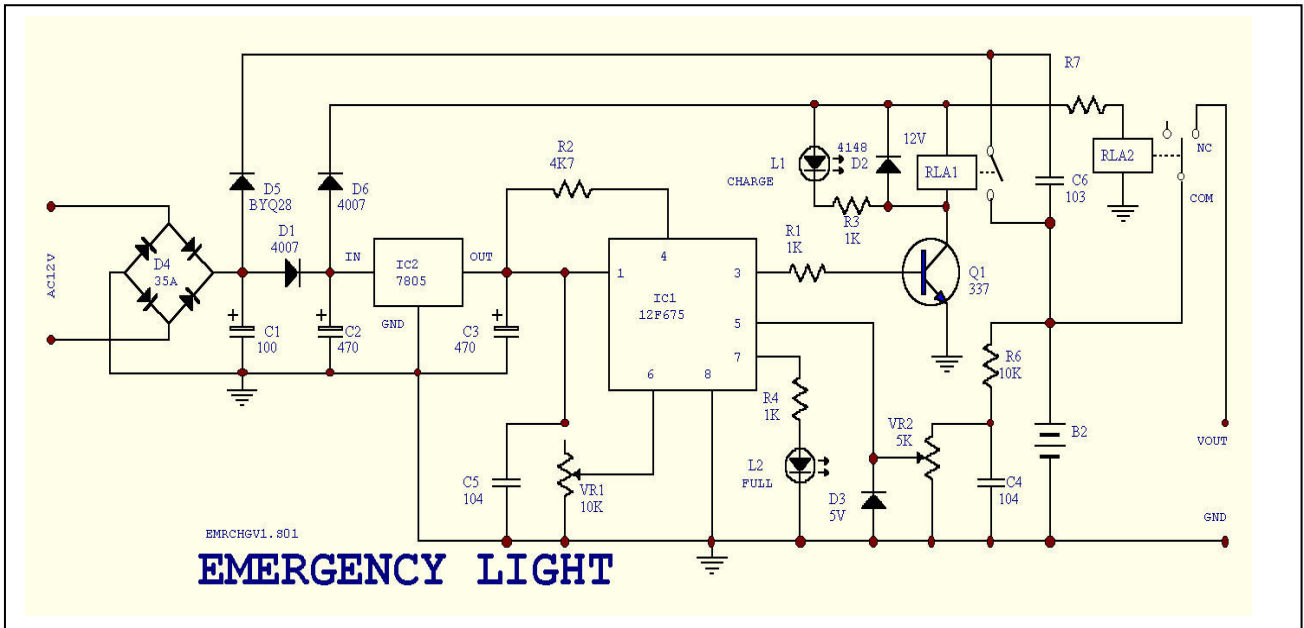 R7
R2
4K7
4148
12V
L1
D2
RLA1
RLA2
NC
CHARGE
D5
BYQ28
D6
4007
C6
103
COM
R3
1K
R1
1K
D1
4007
AC12V
D4
35A
IN
IC2
7805
OUT
4
1
3
IC1
12F675
Q1
337
GND
5
C1
100
C2
470
C3
470
7
R6
10K
6
8
R4
1K
VR2
5K
B2
VOUT
L2
FULL
C5
104
VR1
10K
D3
5V
C4
104
GND
EMRCHGV1.S01
EMERGENCY LIGHT
+
+
+